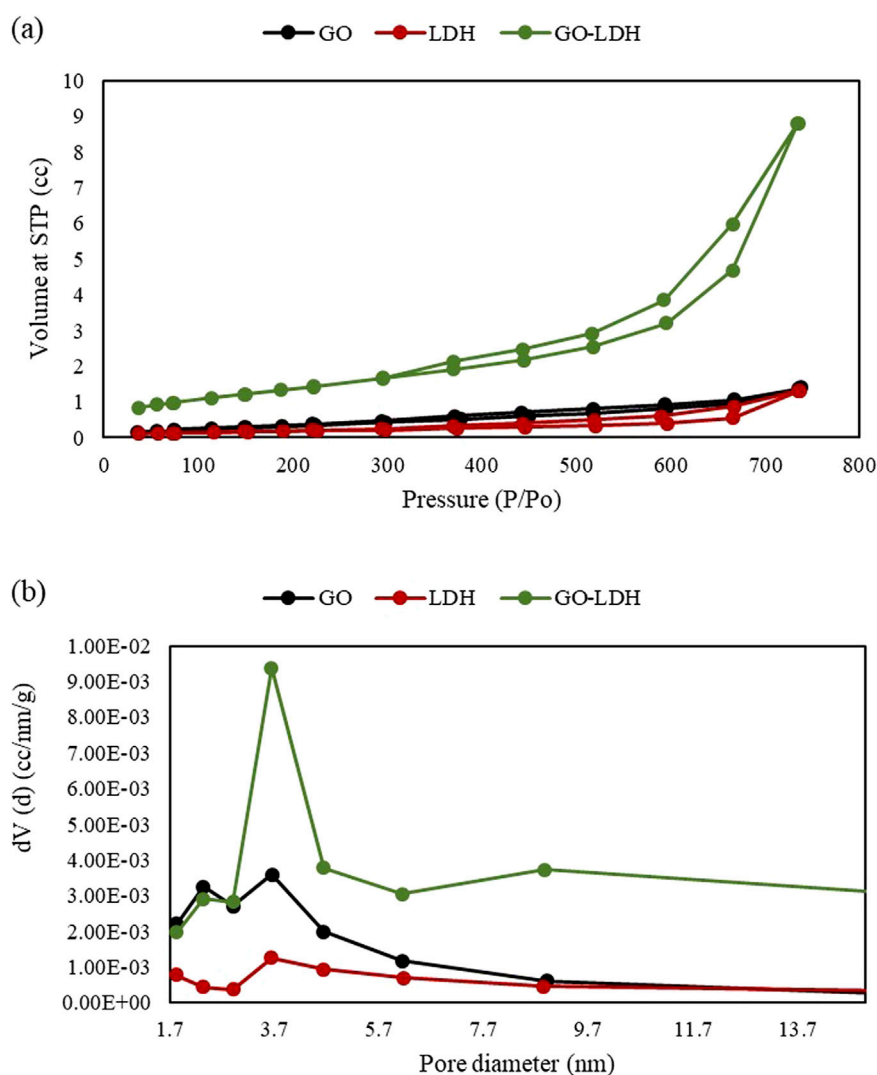 (a)
GO LDH GO-LDH
10
9
8
7
6
5
4
3
2
1
0
Volume at STP (cc)
0 100 200 300 400 500 600 700 800
Pressure (P/Po)
(b)
GO LDH GO-LDH
1.00E-02
9.00E-03
8.00E-03
7.00E-03
6.00E-03
5.00E-03
4.00E-03
3.00E-03
2.00E-03
1.00E-03
0.00E+00
dV (d) (cc/nm/g)
1.7 3.7 5.7 7.7 9.7 11.7 13.7
Pore diameter (nm)